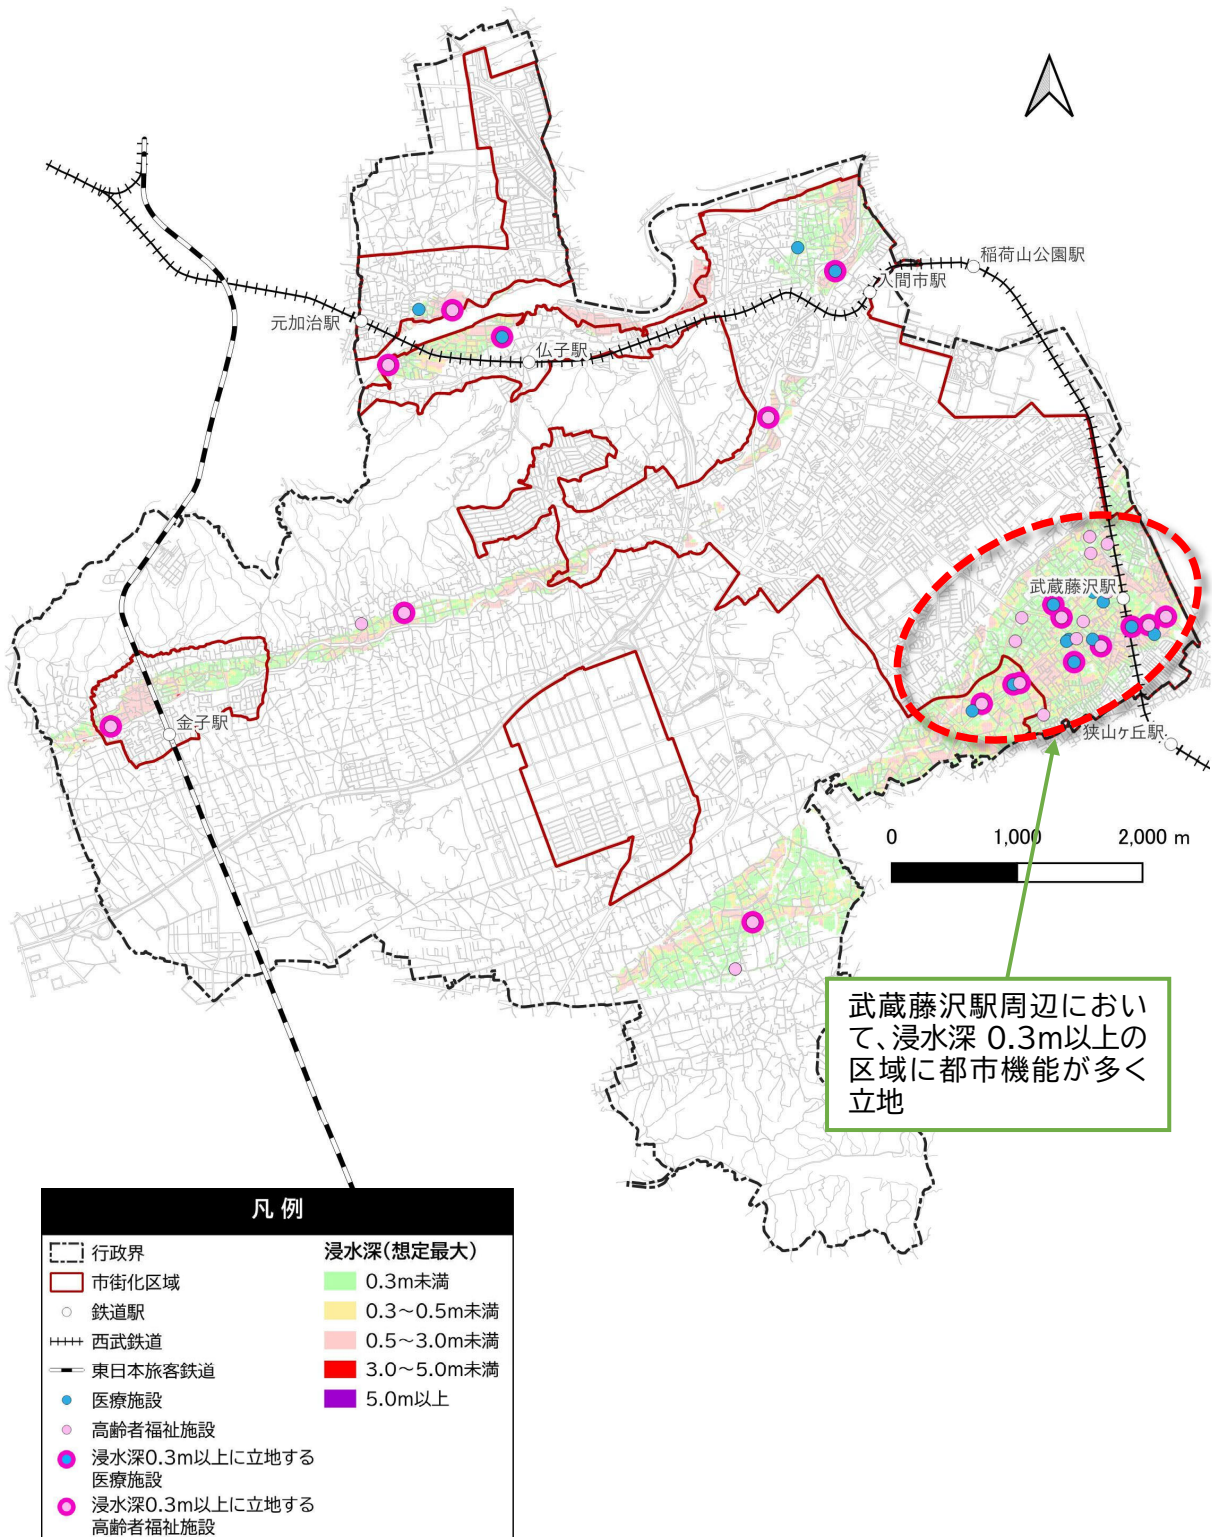 稲荷山公園駅
入間市駅
元加治駅
仏子駅
武蔵藤沢駅
金子駅
狭山ヶ丘駅
0 1,000 2,000 m
武蔵藤沢駅周辺におい
て、浸水深 0.3m以上の
区域に都市機能が多く
立地
凡例
行政界
市街化区域
鉄道駅
西武鉄道
東日本旅客鉄道
医療施設
高齢者福祉施設
浸水深0.3m以上に立地する
医療施設
浸水深0.3m以上に立地する
高齢者福祉施設
浸水深(想定最大)
0.3m未満
0.3～0.5m未満
0.5～3.0m未満
3.0～5.0m未満
5.0m以上